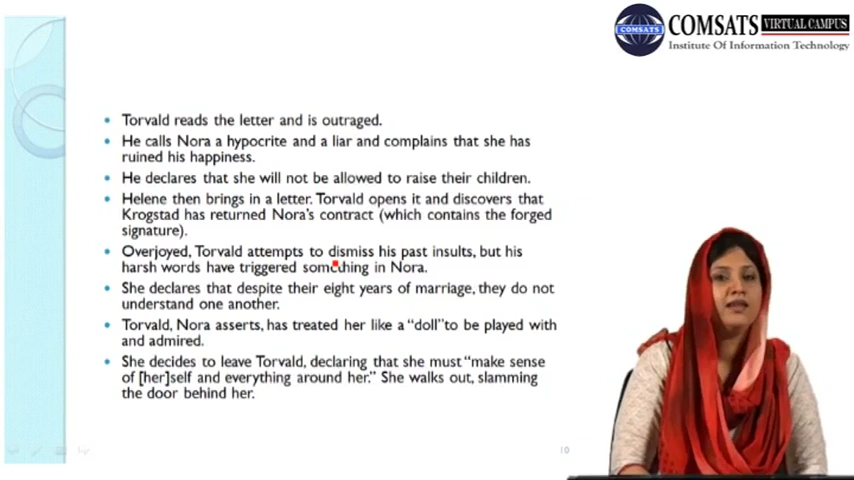 COMSATS
COMSATS VIRTUAL CAMPUS
Institute Of Information Technology
Torvald reads the letter and is outraged.
He calls Nora a hypocrite and a liar and complains that she has
ruined his happiness.
He declares that she will not be allowed to raise their children.
Helene then brings in a letter. Torvald opens it and discovers that
Krogstad has returned Nora's contract (which contains the forged
signature).
Overjoyed, Torvald attempts to dismiss his past insults, but his
harsh words have triggered something in Nora.
She declares that despite their eight years of marriage, they do not
understand one another.
Torvald, Nora asserts, has treated her like a "doll"to be played with
and admired.
She decides to leave Torvald, declaring that she must "make sense
of [her]self and everything around her." She walks out, slamming
the door behind her.
10